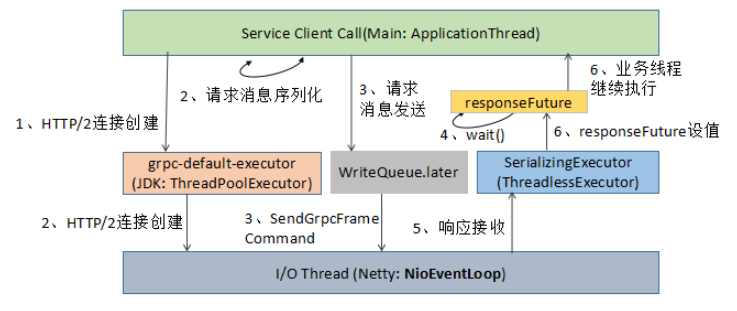 Service Client Call(Main: ApplicationThread)
2、请求消息序列化
3、请求
消息发送
6、业务线程
继续执行
1、HTTP/2连接创建
responseFuture
4、wait()
6、responseFuture设值
grpc-default-executor
(JDK: ThreadPoolExecutor)
WriteQueue.later
SerializingExecutor
(ThreadlessExecutor)
2、HTTP/2连接创建
3、SendGrpcFrame
Command
5、响应接收
I/O Thread (Netty: NioEventLoop)